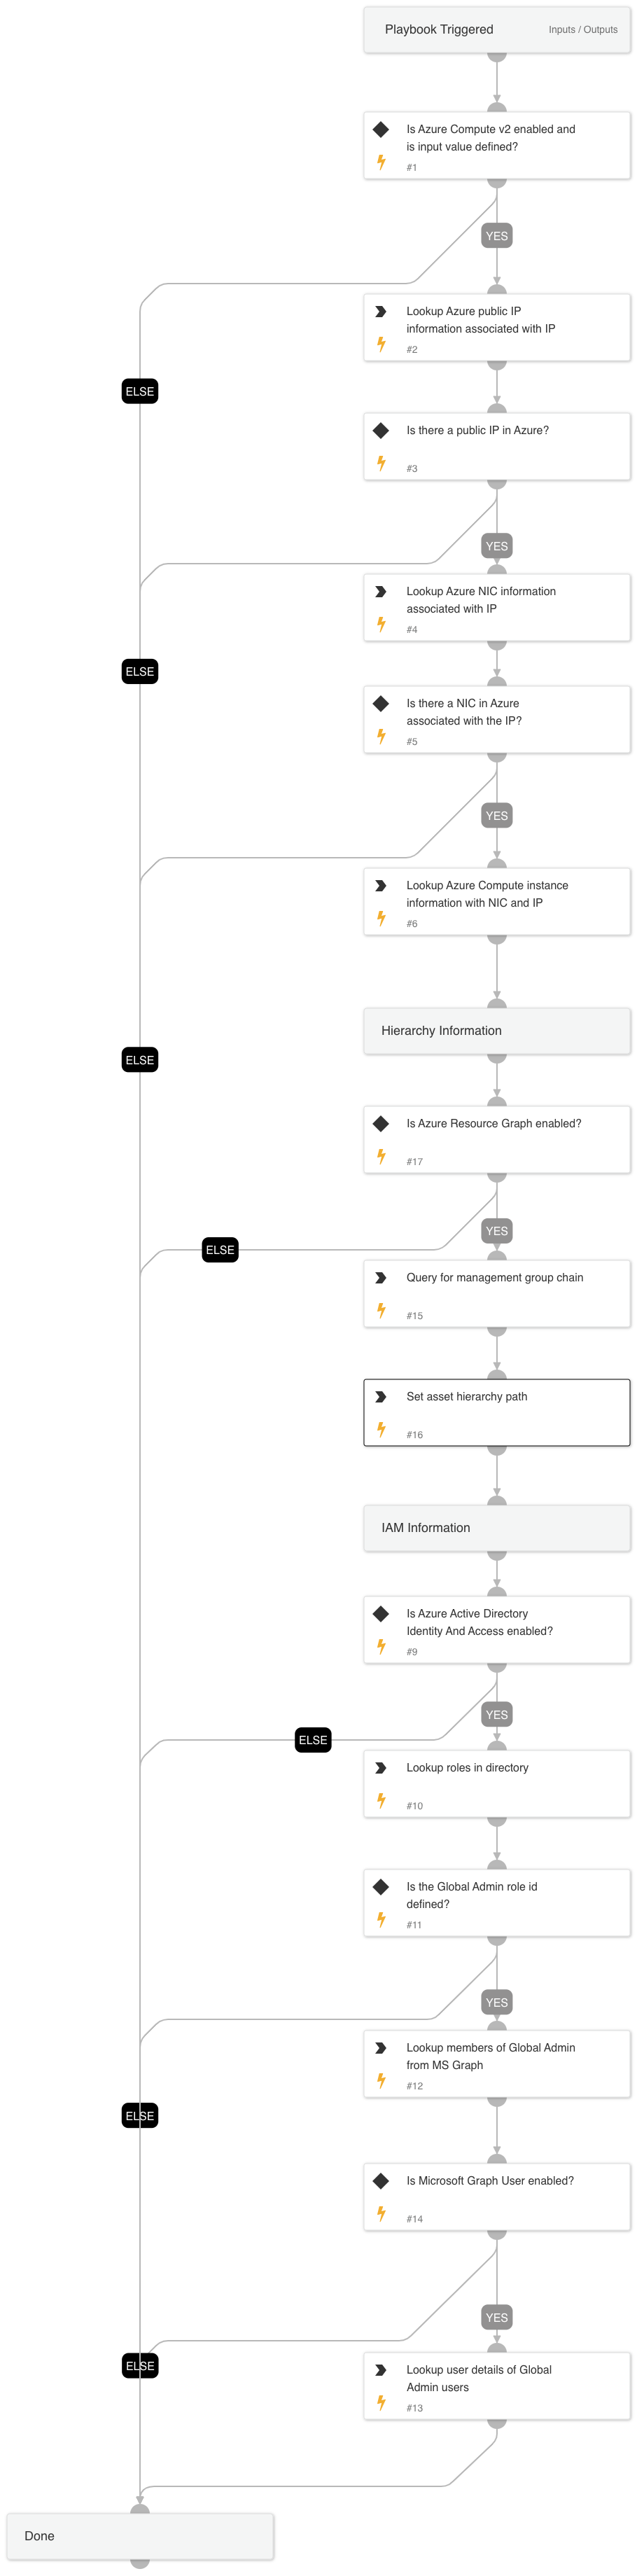 Playbook Triggered
Inputs / Outputs
Is Azure Compute v2 enabled and
is input value defined?
#1
YES
Lookup Azure public IP
information associated with IP
#2
ELSE
Is there a public IP in Azure?
#3
YES
Lookup Azure NIC information
associated with IP
#4
ELSE
Is there a NIC in Azure
associated with the IP?
#5
YES
Lookup Azure Compute instance
information with NIC and IP
#6
Hierarchy Information
ELSE
Is Azure Resource Graph enabled?
#17
YES
ELSE
Query for management group chain
#15
Set asset hierarchy path
#16
IAM Information
Is Azure Active Directory
Identity And Access enabled?
#9
YES
ELSE
Lookup roles in directory
#10
Is the Global Admin role id
defined?
#11
YES
Lookup members of Global Admin
from MS Graph
#12
ELSE
Is Microsoft Graph User enabled?
#14
YES
ELSE
Lookup user details of Global
Admin users
#13
Done